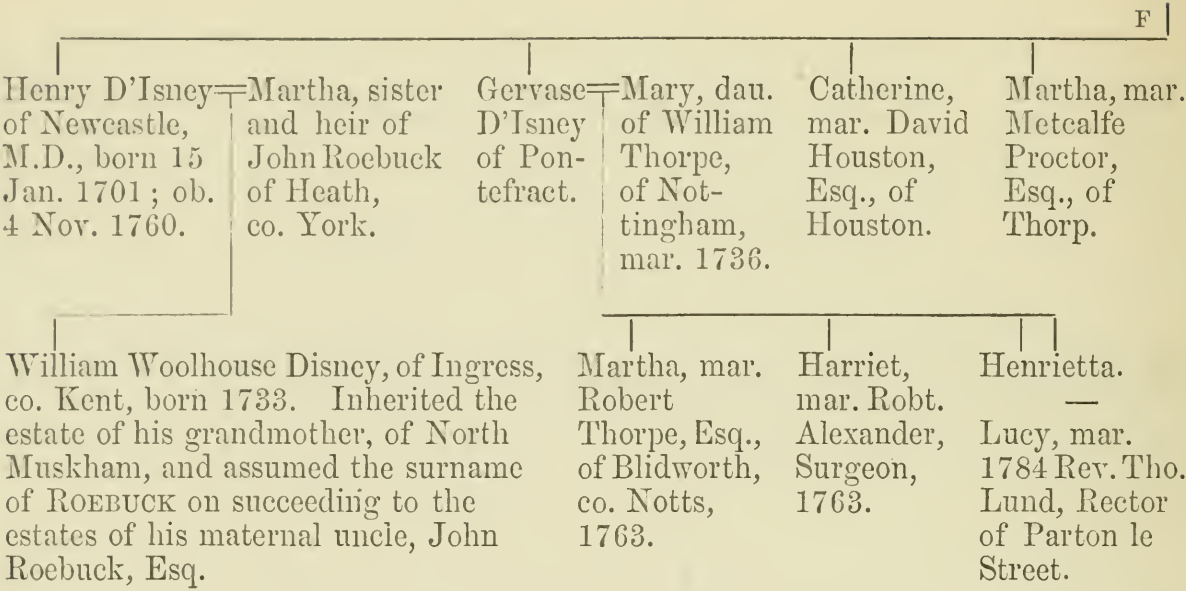 F
Henry D'Isney
of Newcastle,
M.D., born 15
Jan. 1701 ; ob.
4 Nov. 1760.
Martha, sister
and heir of
John Roebuck
of Heath,
co. York.
Gervase
D'Isney
of Pon-
tefract.
Mary, dau.
of William
Thorpe,
of Not-
tingham,
mar. 1736.
Catherine,
mar. David
Houston,
Esq., of
Houston.
Martha, mar.
Metcalfe
Proctor,
Esq., of
Thorp.
William Woolhouse Disney, of Ingress,
co. Kent, born 1733. Inherited the
estate of his grandmother, of North
Muskham, and assumed the surname
of ROEBUCK on succeeding to the
estates of his maternal uncle, John
Roebuck, Esq.
Martha, mar.
Robert
Thorpe, Esq.,
of Blidworth,
co. Notts,
1763.
Harriet,
mar. Robt.
Alexander,
Surgeon,
1763.
Henrietta.
—
Lucy, mar.
1784 Rev. Tho.
Lund, Rector
of Parton le
Street.